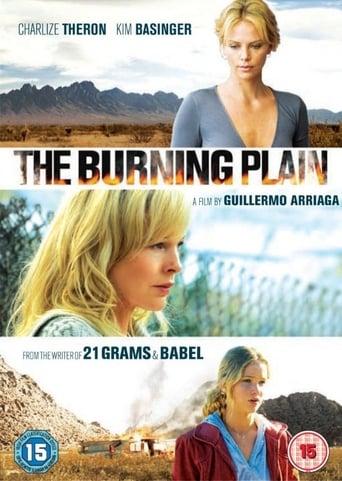 CHARLIZE THERON KIM BASINGER
THE BURNING PLAIN
A FILM BY GUILLERMO ARRIAGA
FROM THE WRITER OF 21 GRAMS & BABEL
15 15